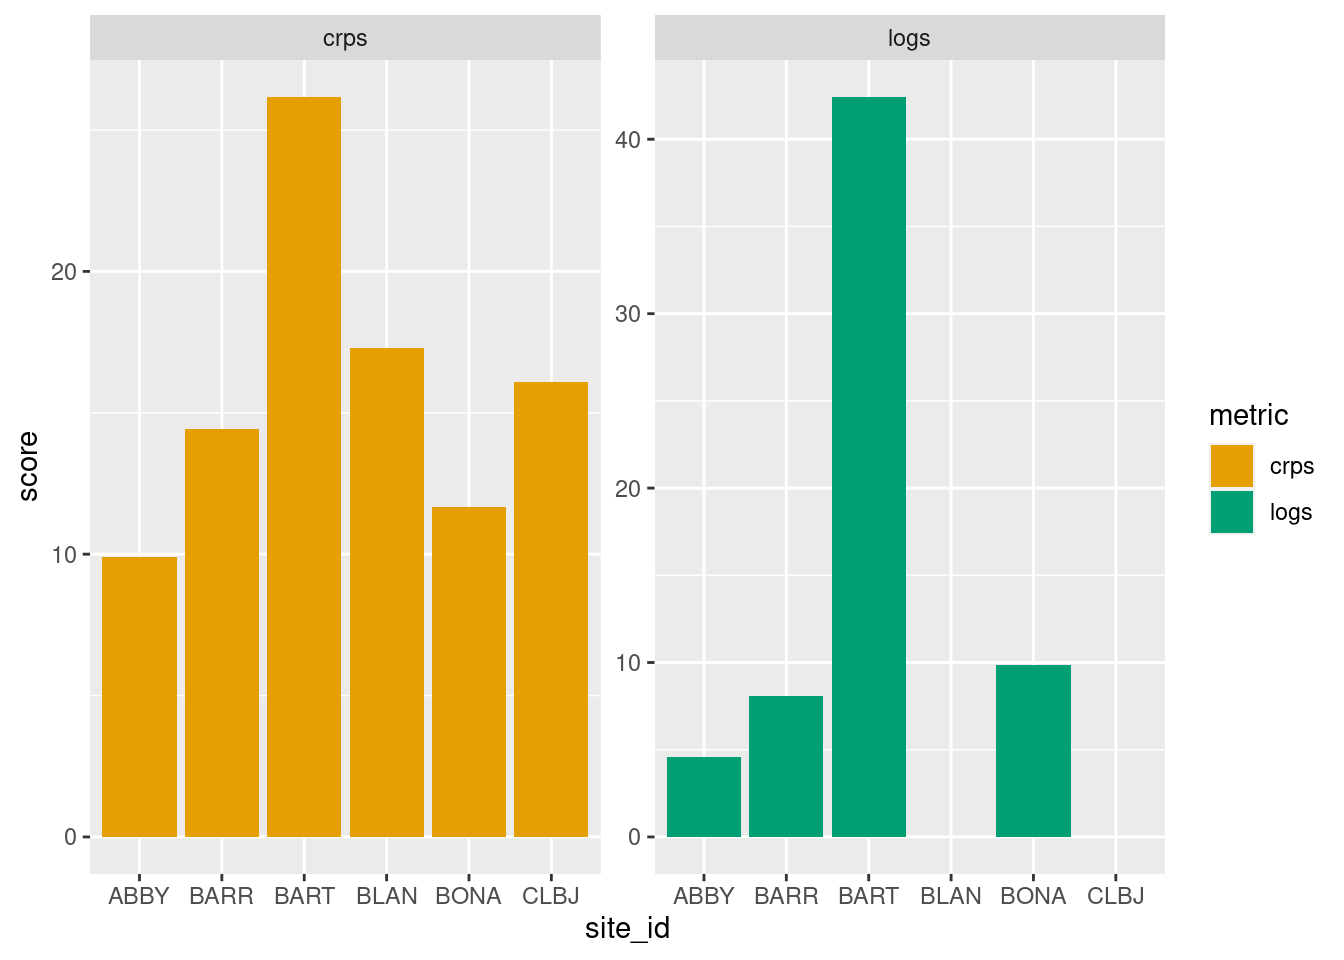 crps
logs
score
20
10
0
40
30
20
10
0
ABBY BARR BART BLAN BONA CLBJ
ABBY BARR BART BLAN BONA CLBJ
site_id
metric
crps
logs